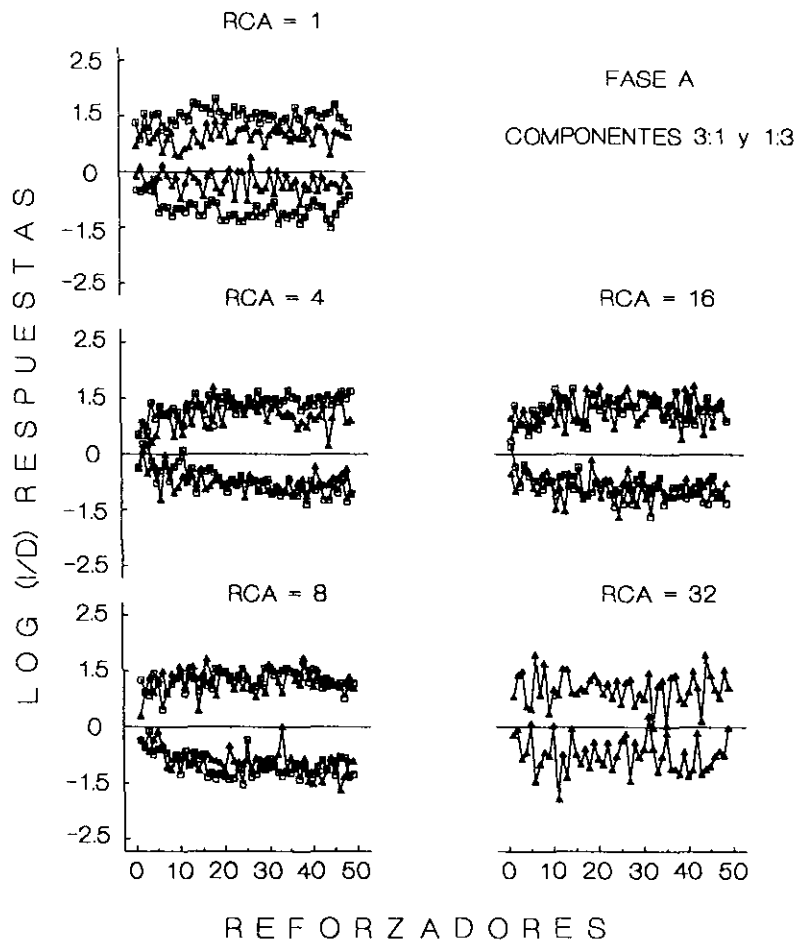 RCA = 1
2.5
1.5
0
-1.5
-2.5
FASE A
COMPONENTES 3:1 y 1:3
LOG (I/D) RESPUESTAS
RCA = 4
2.5
1.5
0
-1.5
-2.5
RCA = 16
RCA = 8
2.5
1.5
0
-1.5
-2.5
0 10 20 30 40 50
RCA = 32
0 10 20 30 40 50
REFORZADORES